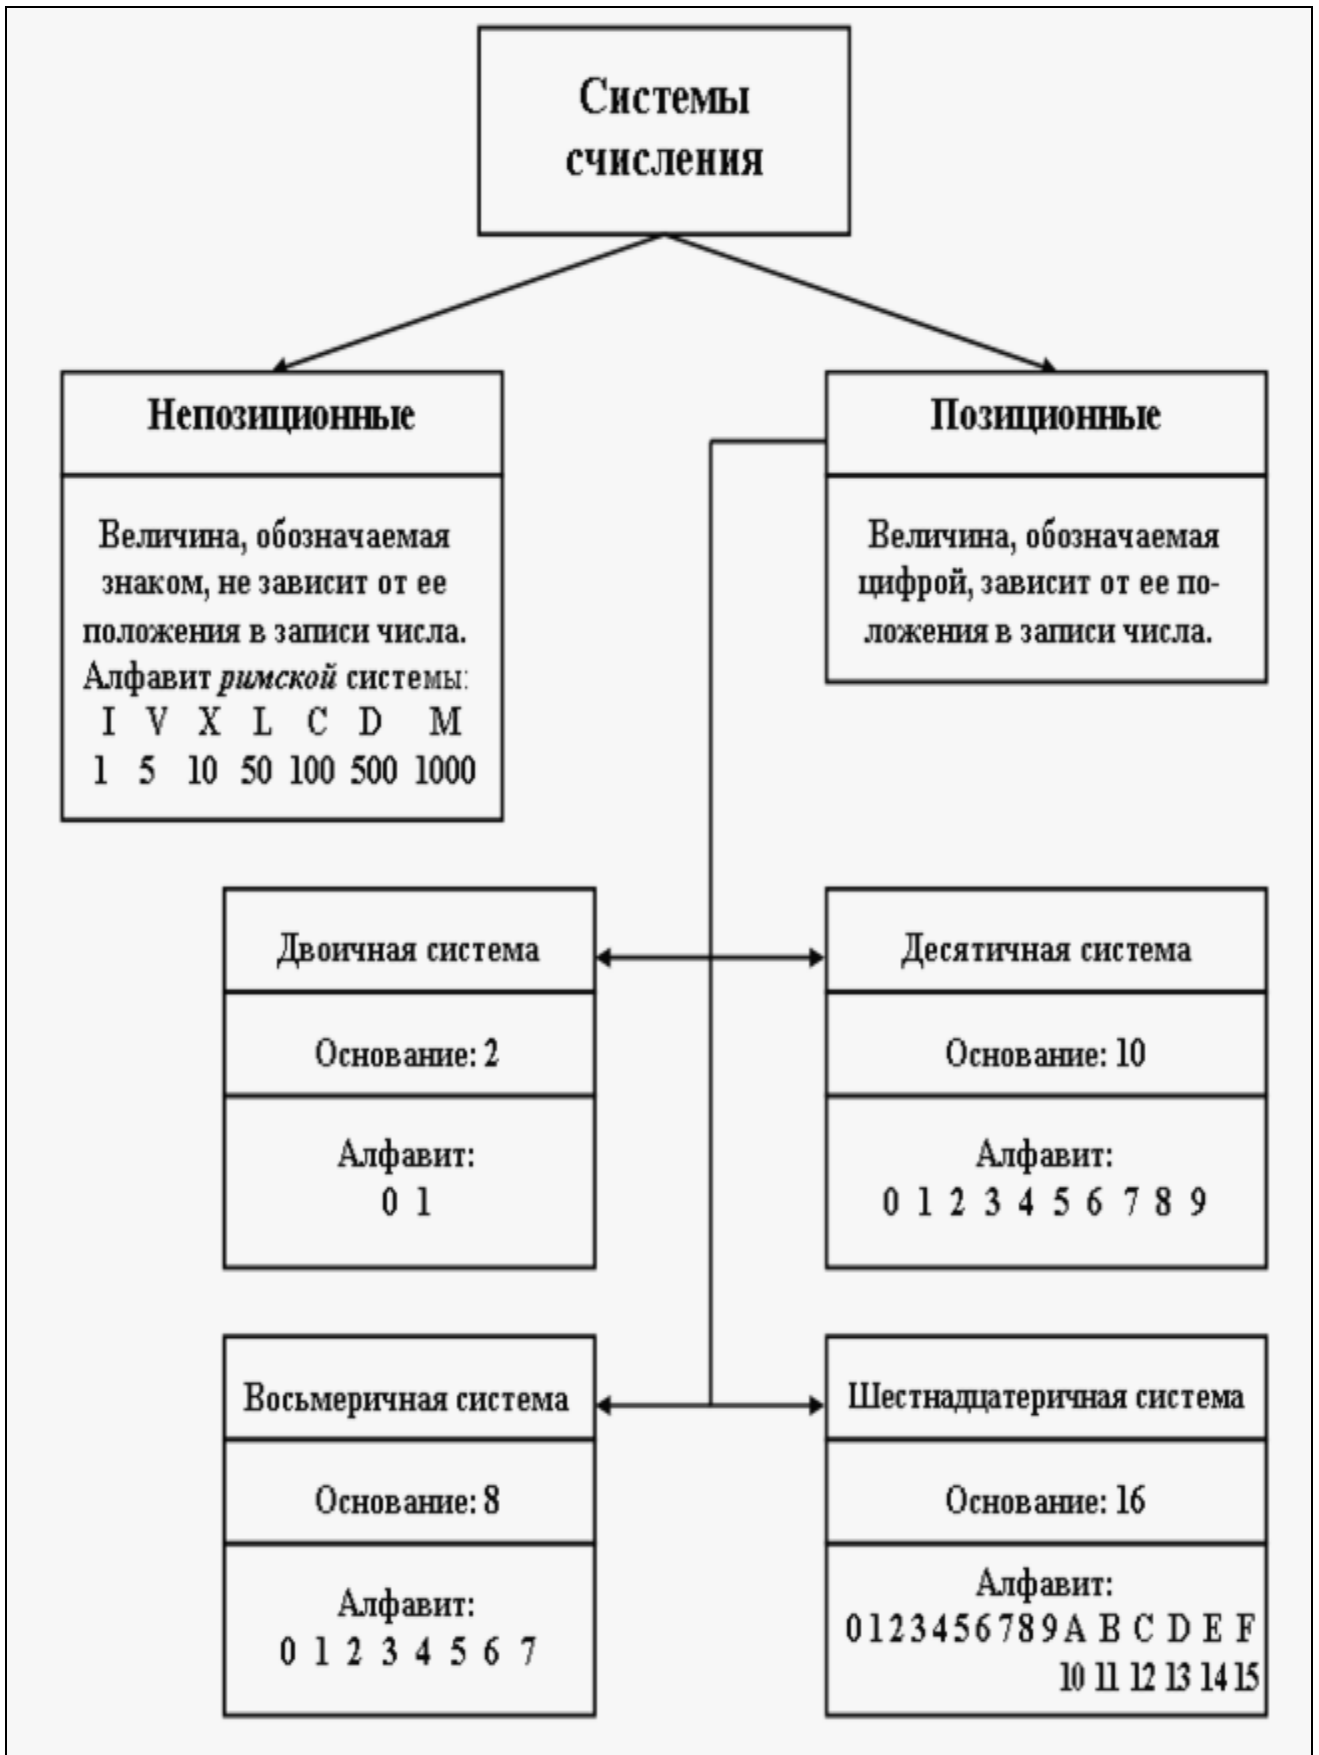 Системы
счисления
Непозиционные
Величина, обозначаемая
знаком, не зависит от ее
положения в записи числа.
Алфавит римской системы:
I V X L C D M
1 5 10 50 100 500 1000
Позиционные
Величина, обозначаемая
цифрой, зависит от ее по-
ложения в записи числа.
Двоичная система
Основание: 2
Алфавит:
0 1
Десятичная система
Основание: 10
Алфавит:
0 1 2 3 4 5 6 7 8 9
Восьмеричная система
Основание: 8
Алфавит:
0 1 2 3 4 5 6 7
Шестнадцатеричная система
Основание: 16
Алфавит:
0 1 2 3 4 5 6 7 8 9 A B C D E F
10 11 12 13 14 15